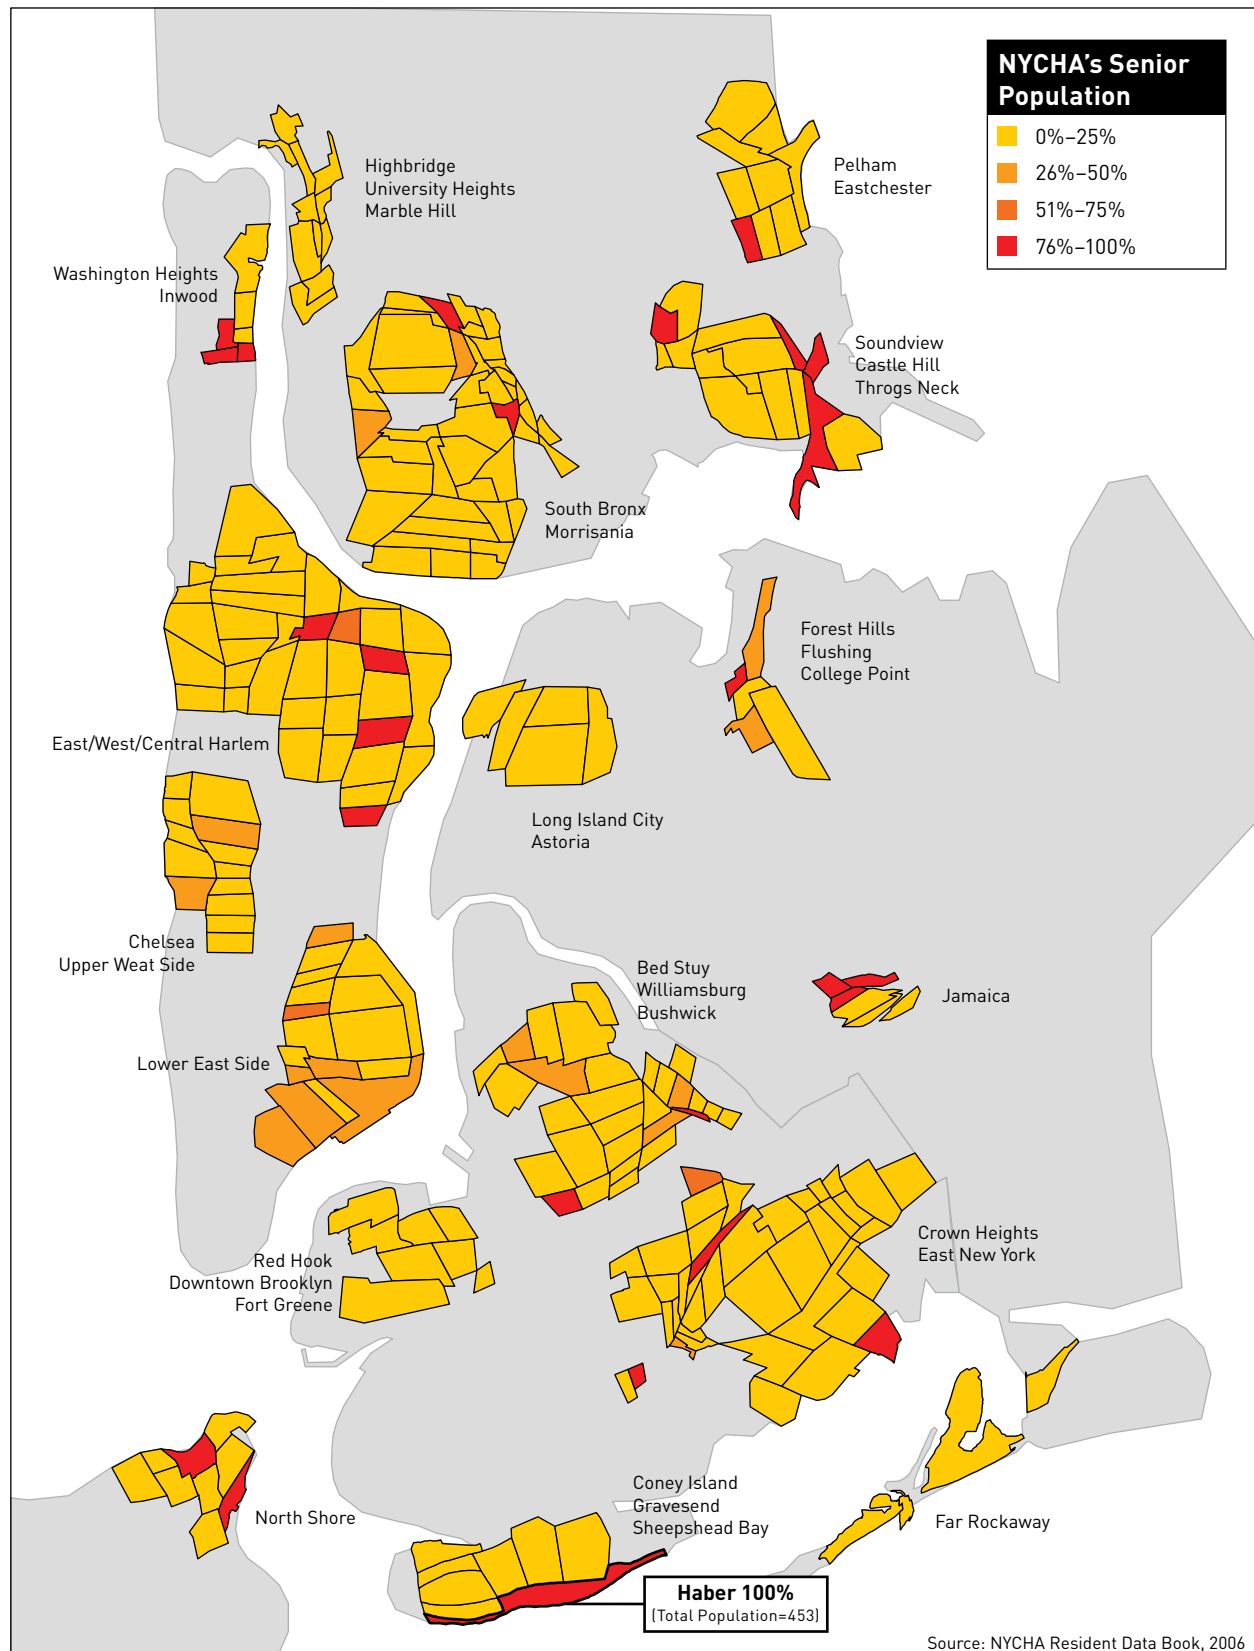 NYCHA's Senior
Population
0%–25%
26%–50%
51%–75%
76%–100%
Highbridge
University Heights
Marble Hill
Pelham
Eastchester
Washington Heights
Inwood
Soundview
Castle Hill
Throgs Neck
South Bronx
Morrisania
Forest Hills
Flushing
College Point
East/West/Central Harlem
Long Island City
Astoria
Chelsea
Upper Weat Side
Bed Stuy
Williamsburg
Bushwick
Jamaica
Lower East Side
Red Hook
Downtown Brooklyn
Fort Greene
Crown Heights
East New York
Coney Island
Gravesend
Sheepshead Bay
North Shore
Far Rockaway
Haber 100%
(Total Population=453)
Source: NYCHA Resident Data Book, 2006